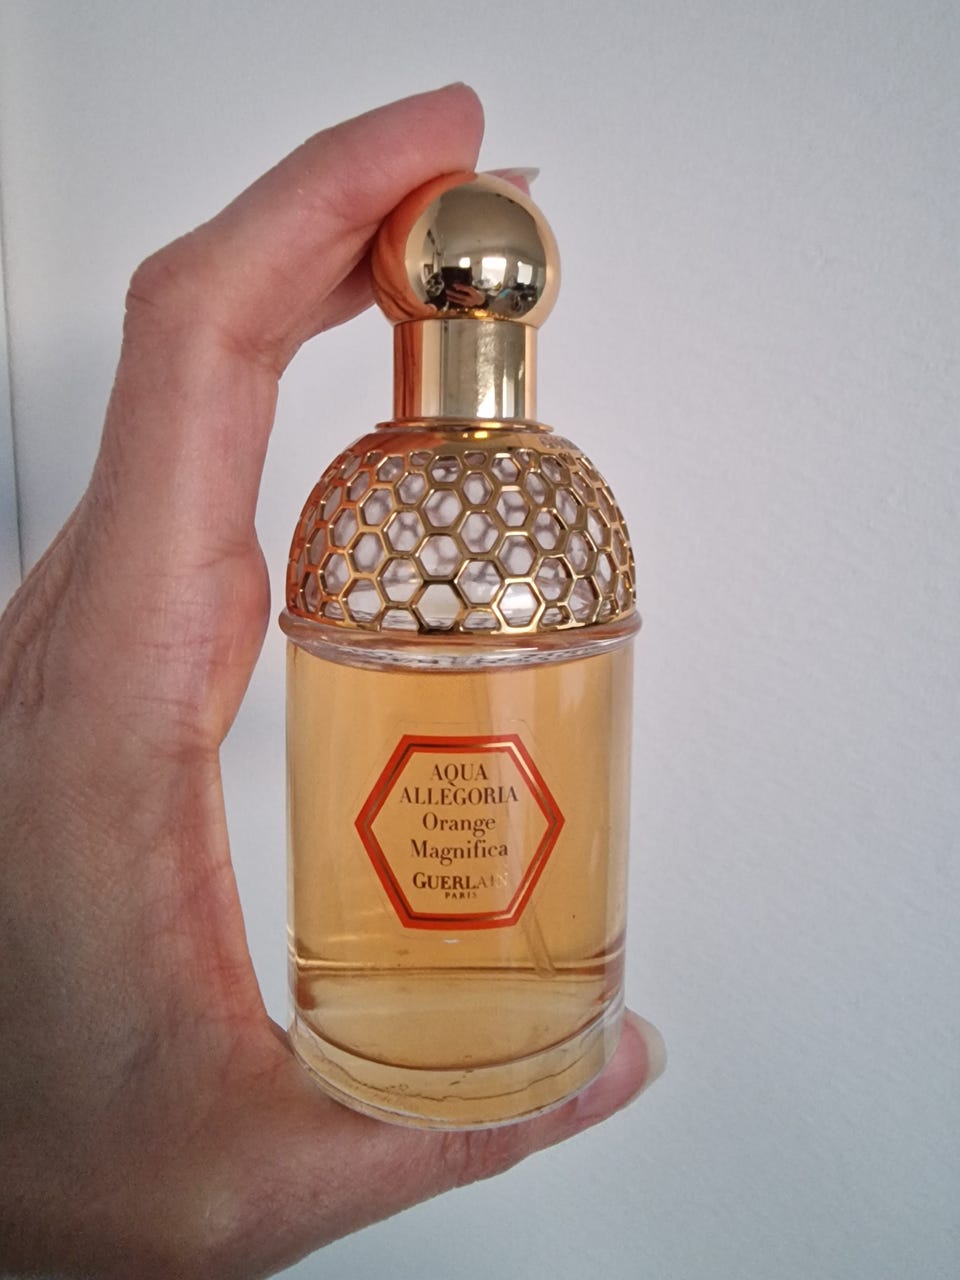 AQUA
ALLEGORIA
Orange
Magnifica
GUERLAIN
PARIS